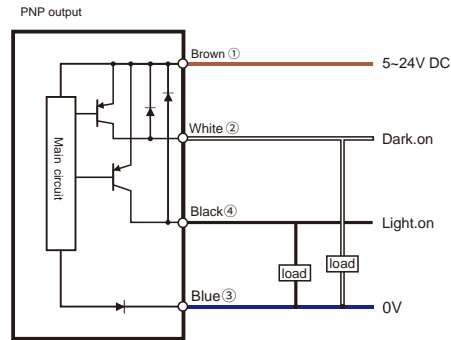 PNP output
Brown ①
5~24V DC
Main circuit
White ②
Dark.on
Black④
Light.on
load
load
Blue③
0V